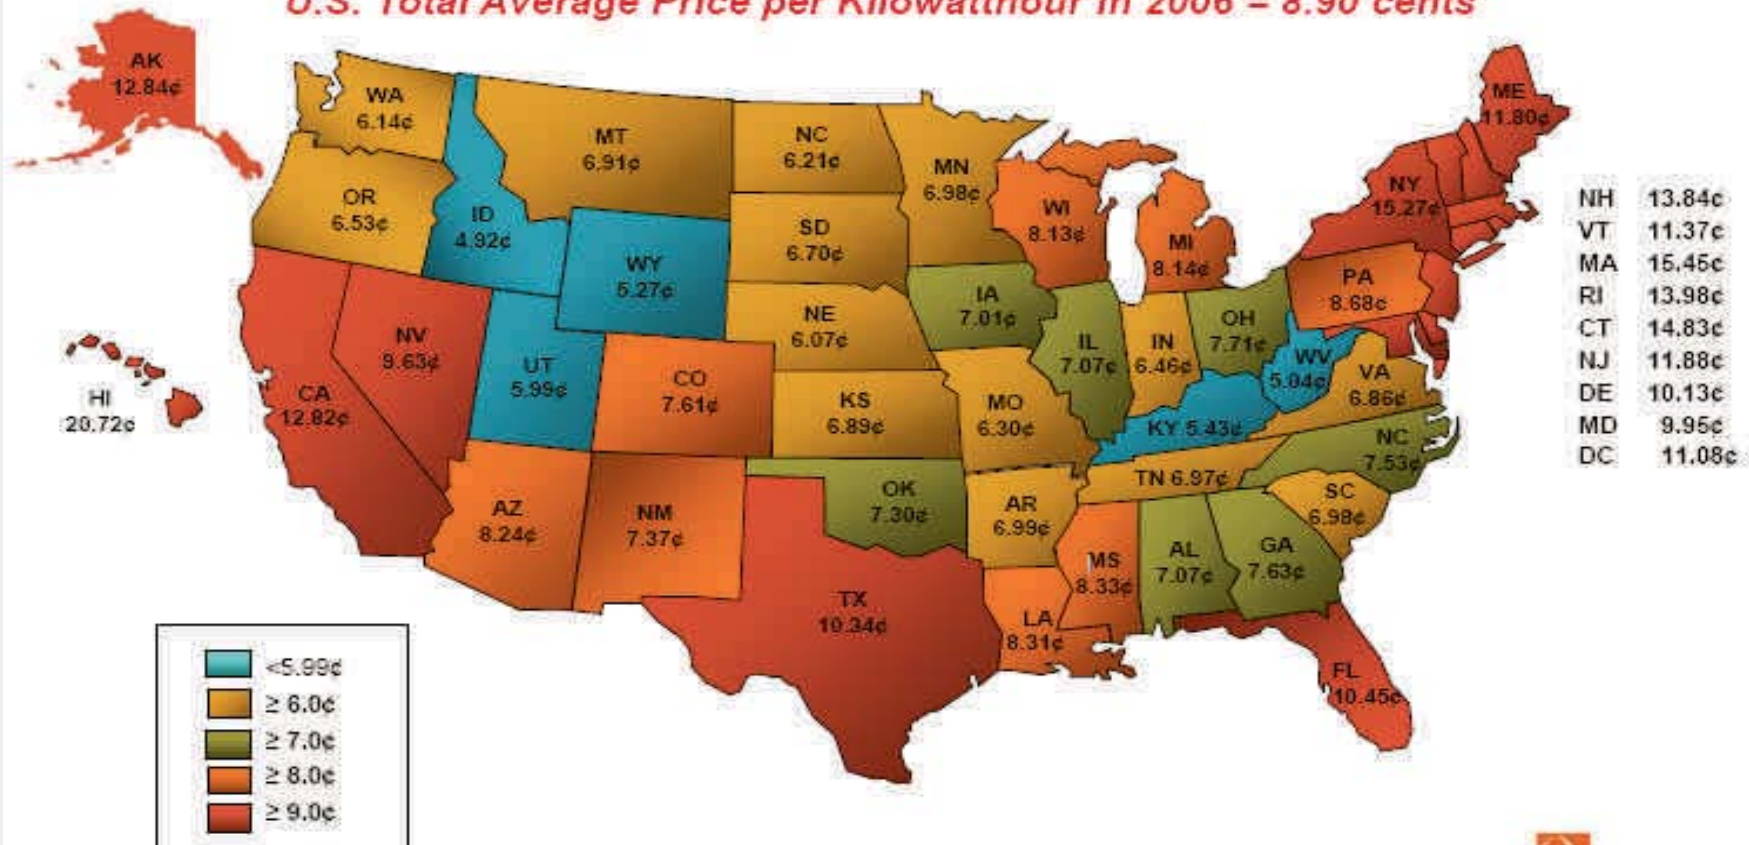 U.S. Total Average Price per Kilowatthour in 2006 – 8.90 cents
AK
12.84¢
WA
6.14¢
MT
6.91¢
NC
6.21¢
MN
6.98¢
ME
11.80¢
OR
6.53¢
ID
4.92¢
WY
5.27¢
SD
6.70¢
WI
8.13¢
MI
8.14¢
NY
15.27¢
NH 13.84¢
VT 11.37¢
MA 15.45¢
RI 13.98¢
CT 14.83¢
NJ 11.88¢
DE 10.13¢
MD 9.95¢
DC 11.08¢
NV
9.63¢
UT
5.99¢
CO
7.61¢
NE
6.07¢
IA
7.01¢
IL
7.07¢
IN
6.46¢
OH
7.71¢
PA
8.68¢
WV
5.04¢
VA
6.86¢
HI
20.72¢
CA
12.82¢
KS
6.89¢
MO
6.30¢
KY 5.43¢
NC
7.53¢
TN 6.97¢
AZ
8.24¢
NM
7.37¢
OK
7.30¢
AR
6.99¢
SC
6.98¢
MS
8.33¢
AL
7.07¢
GA
7.63¢
TX
10.34¢
LA
8.31¢
FL
10.45¢
<5.99¢
≥ 6.0¢
≥ 7.0¢
≥ 8.0¢
≥ 9.0¢